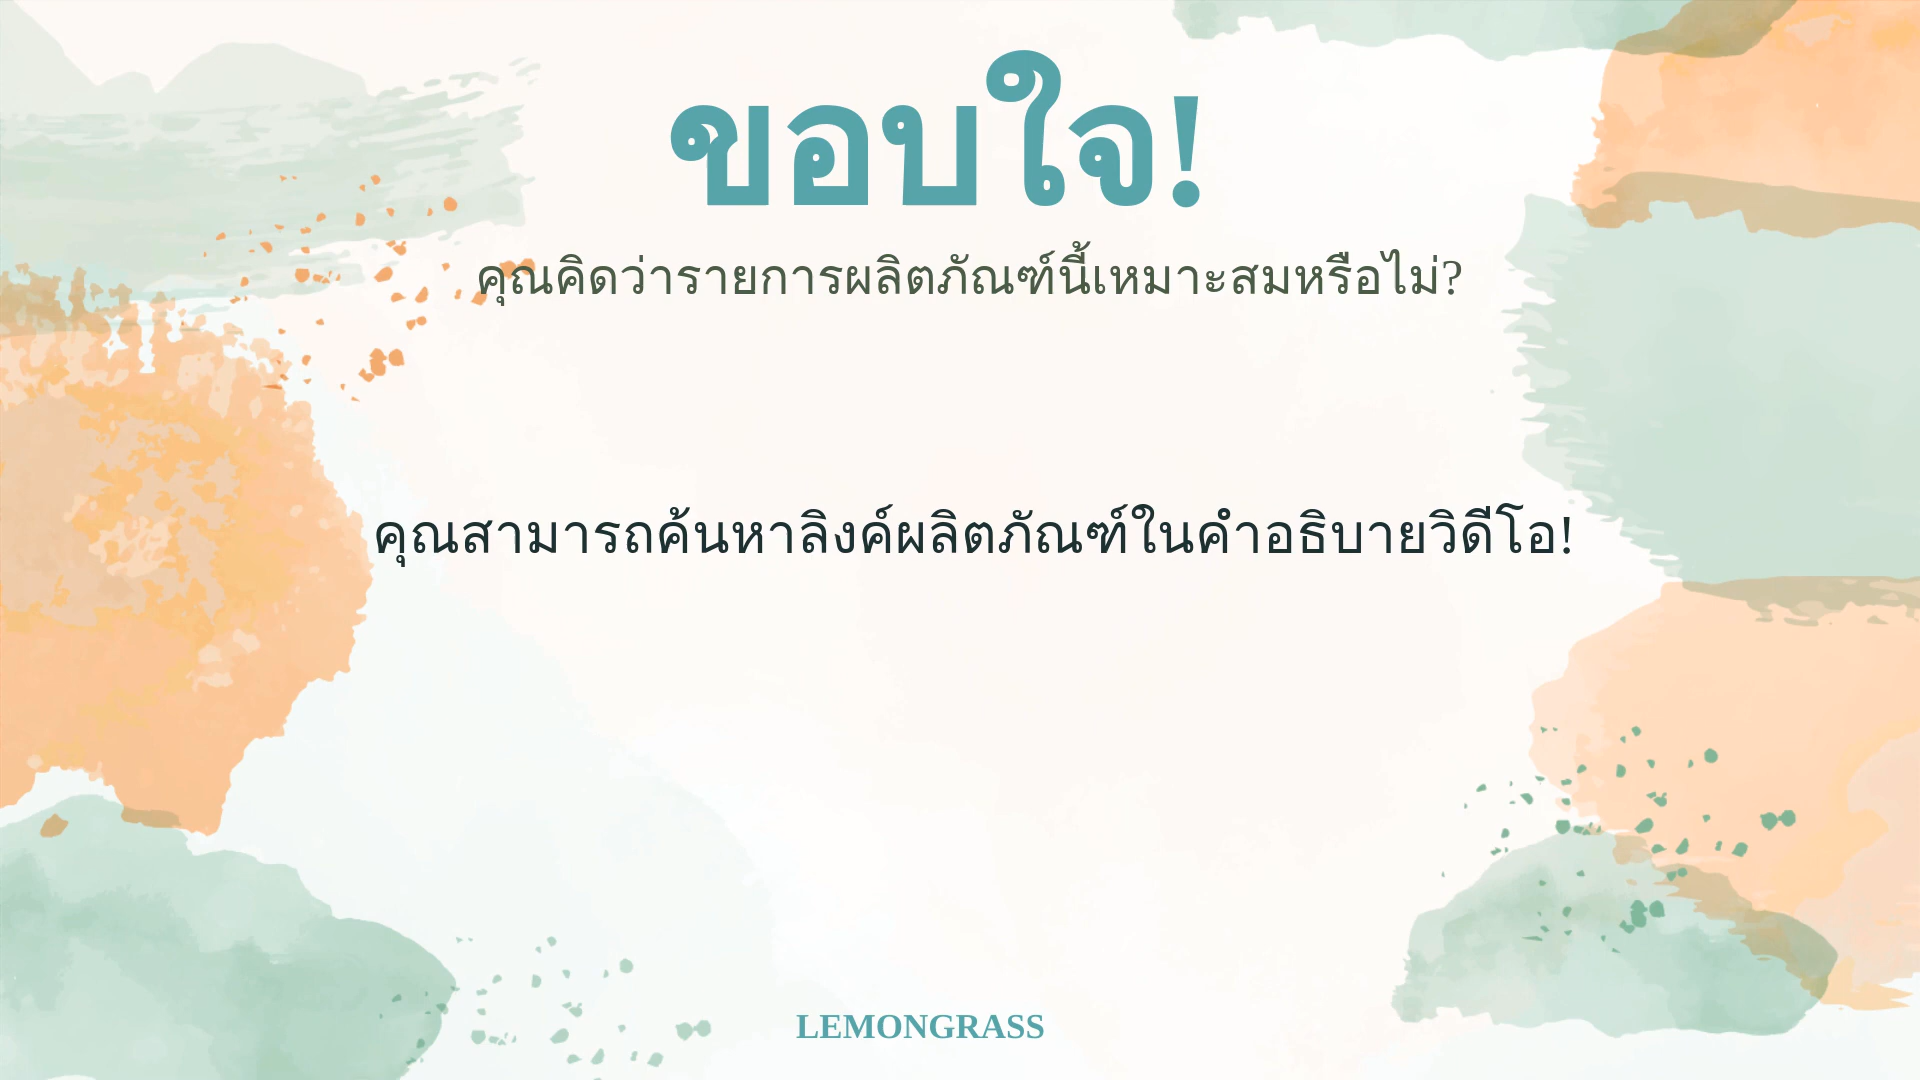 ขอบใจ!
คุณคิดว่ารายการผลิตภัณฑ์นี้เหมาะสมหรือไม่?
คุณสามารถค้นหาลิงค์ผลิตภัณฑ์ในคำอธิบายวิดีโอ!
LEMONGRASS